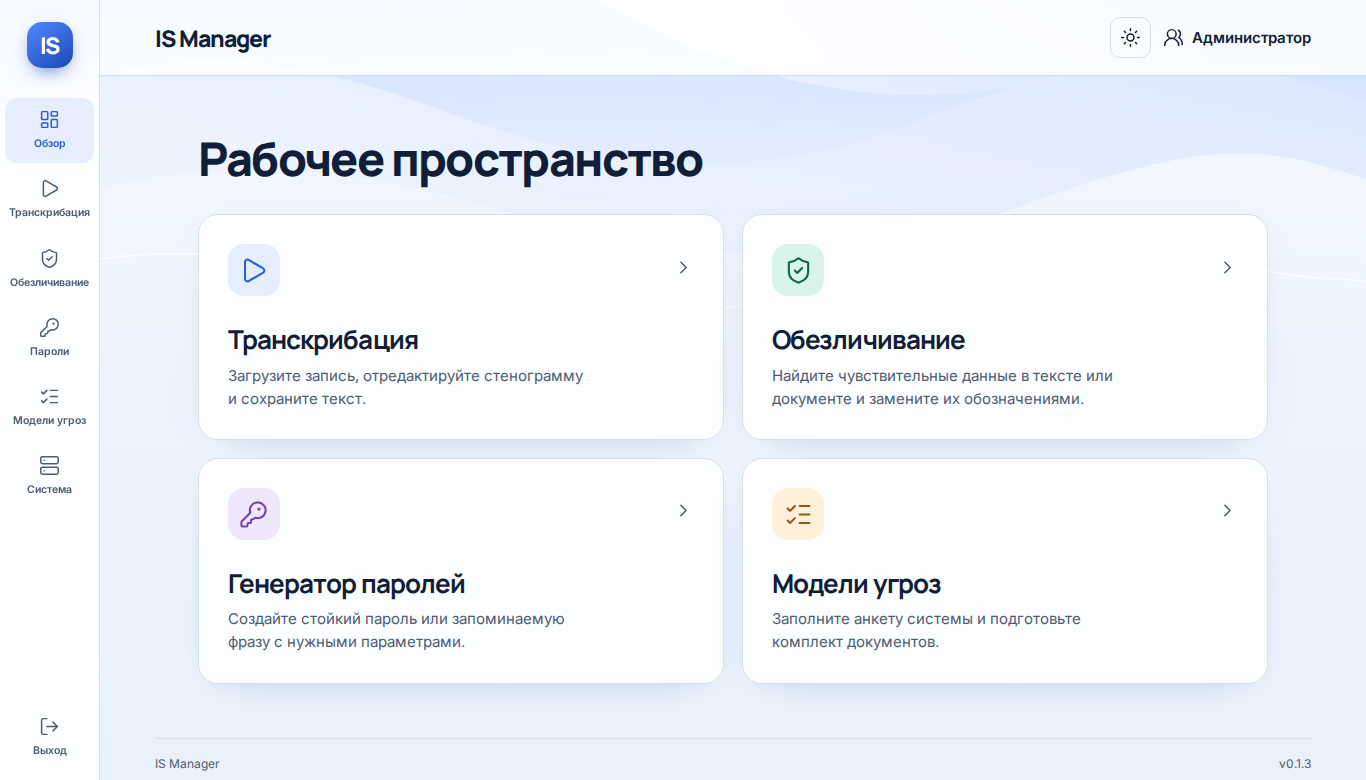 IS
IS Manager
Администратор
Обзор
Транскрибация
Обезличивание
Пароли
Модели угроз
Система
Выход
Рабочее пространство
Транскрибация
Загрузите запись, отредактируйте стенограмму
и сохраните текст.
Обезличивание
Найдите чувствительные данные в тексте или
документе и замените их обозначениями.
Генератор паролей
Создайте стойкий пароль или запоминаемую
фразу с нужными параметрами.
Модели угроз
Заполните анкету системы и подготовьте
комплект документов.
IS Manager
v0.1.3